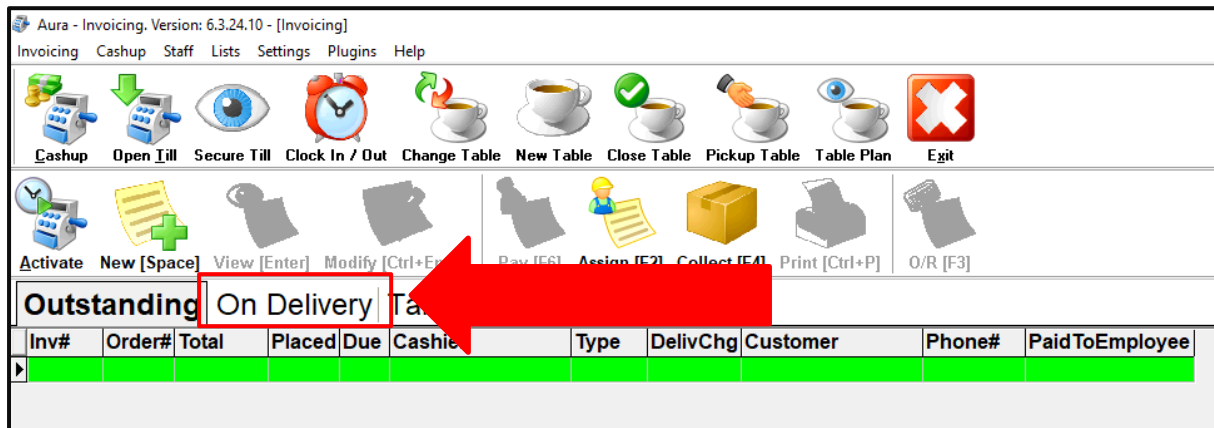 Aura - Invoicing. Version: 6.3.24.10 - [Invoicing]
Invoicing Cashup Staff Lists Settings Plugins Help
Cashup Open Till Secure Till Clock In / Out Change Table New Table Close Table Pickup Table Table Plan Exit
Activate New [Space] View [Enter] Modify Pay [F6] Assign [F2] Collect [F4] Print [Ctrl+P] O/R [F3]
Outstanding On Delivery
Inv# Order# Total Placed Due Type DelivChg Customer Phone# PaidToEmployee